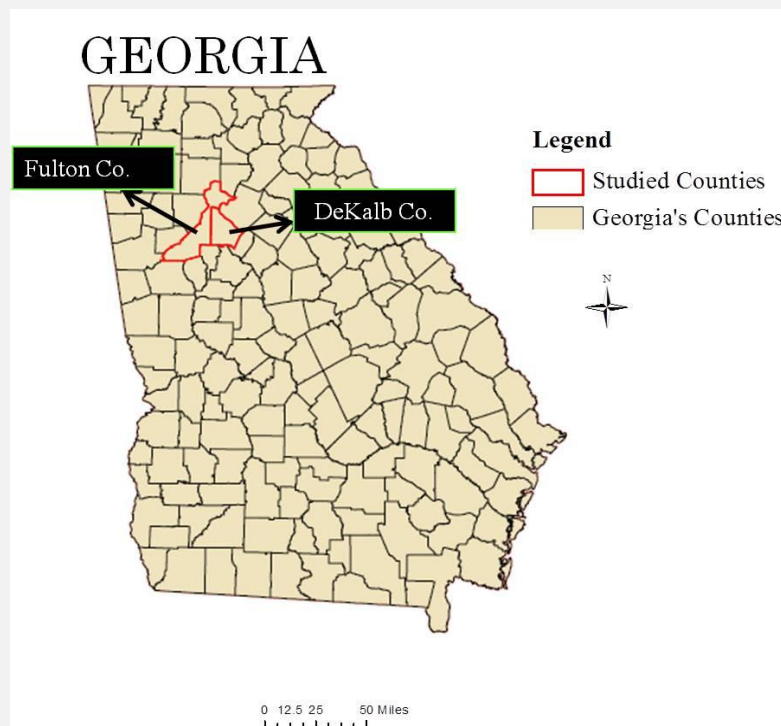 GEORGIA
Fulton Co.
DeKalb Co.
Legend
Studied Counties
Georgia's Counties
N
0 12.5 25 50 Miles